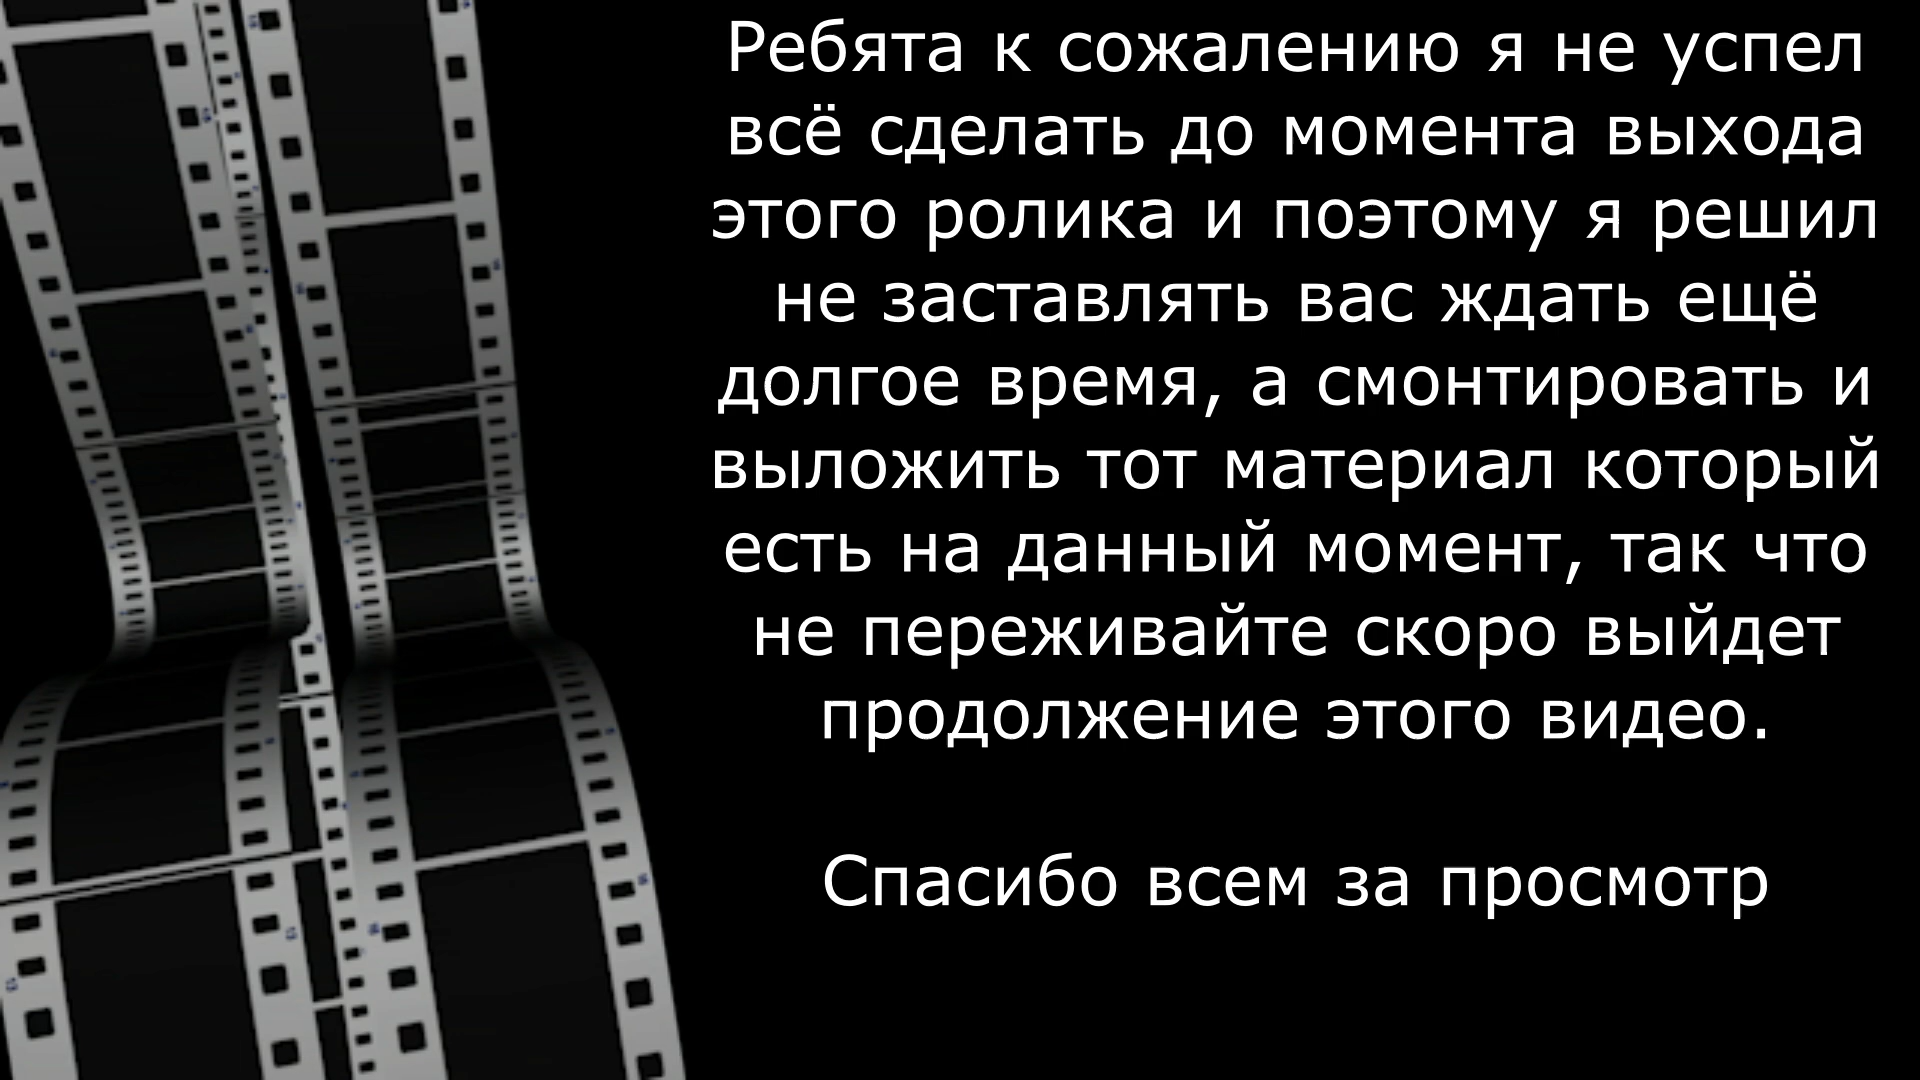 Ребята к сожалению я не успел
всё сделать до момента выхода
этого ролика и поэтому я решил
не заставлять вас ждать ещё
долгое время, а смонтировать и
выложить тот материал который
есть на данный момент, так что
не переживайте скоро выйдет
продолжение этого видео.
Спасибо всем за просмотр